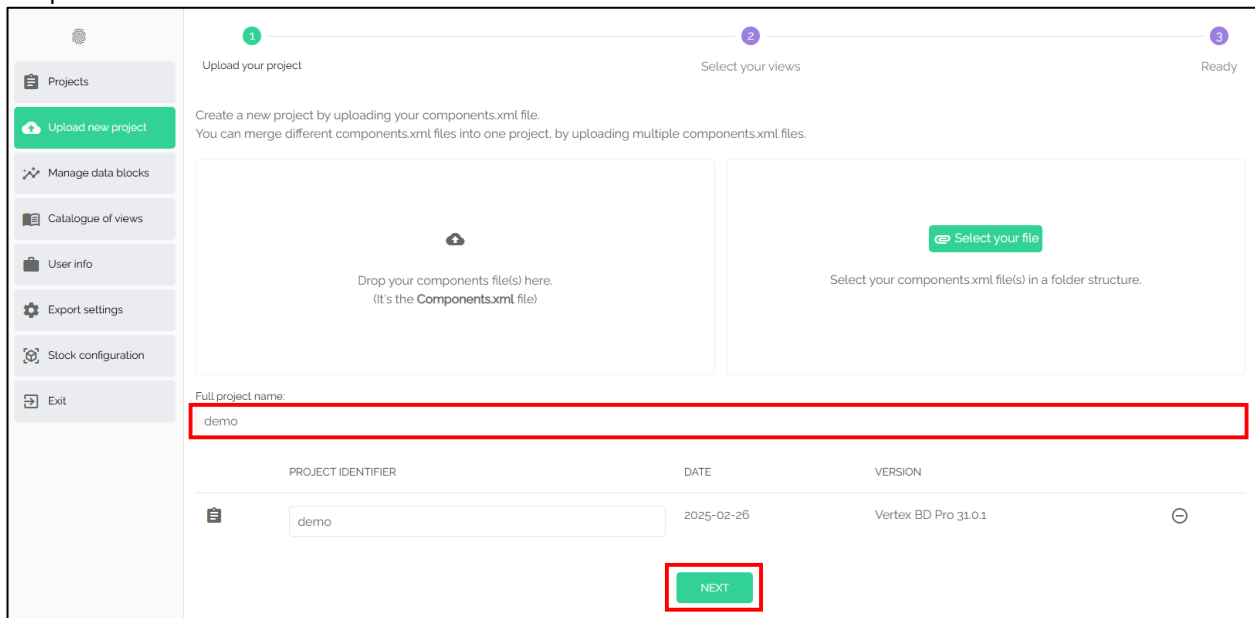 1
2
3
Upload your project
Select your views
Ready
Projects
Upload new project
Manage data blocks
Catalogue of views
User info
Export settings
Stock configuration
Exit
Create a new project by uploading your components.xml file.
You can merge different components.xml files into one project, by uploading multiple components.xml files.
Drop your components file(s) here.
(It's the Components.xml file)
Select your file
Select your components.xml file(s) in a folder structure.
Full project name:
demo
PROJECT IDENTIFIER
DATE
VERSION
demo
2025-02-26
Vertex BD Pro 31.0.1
NEXT